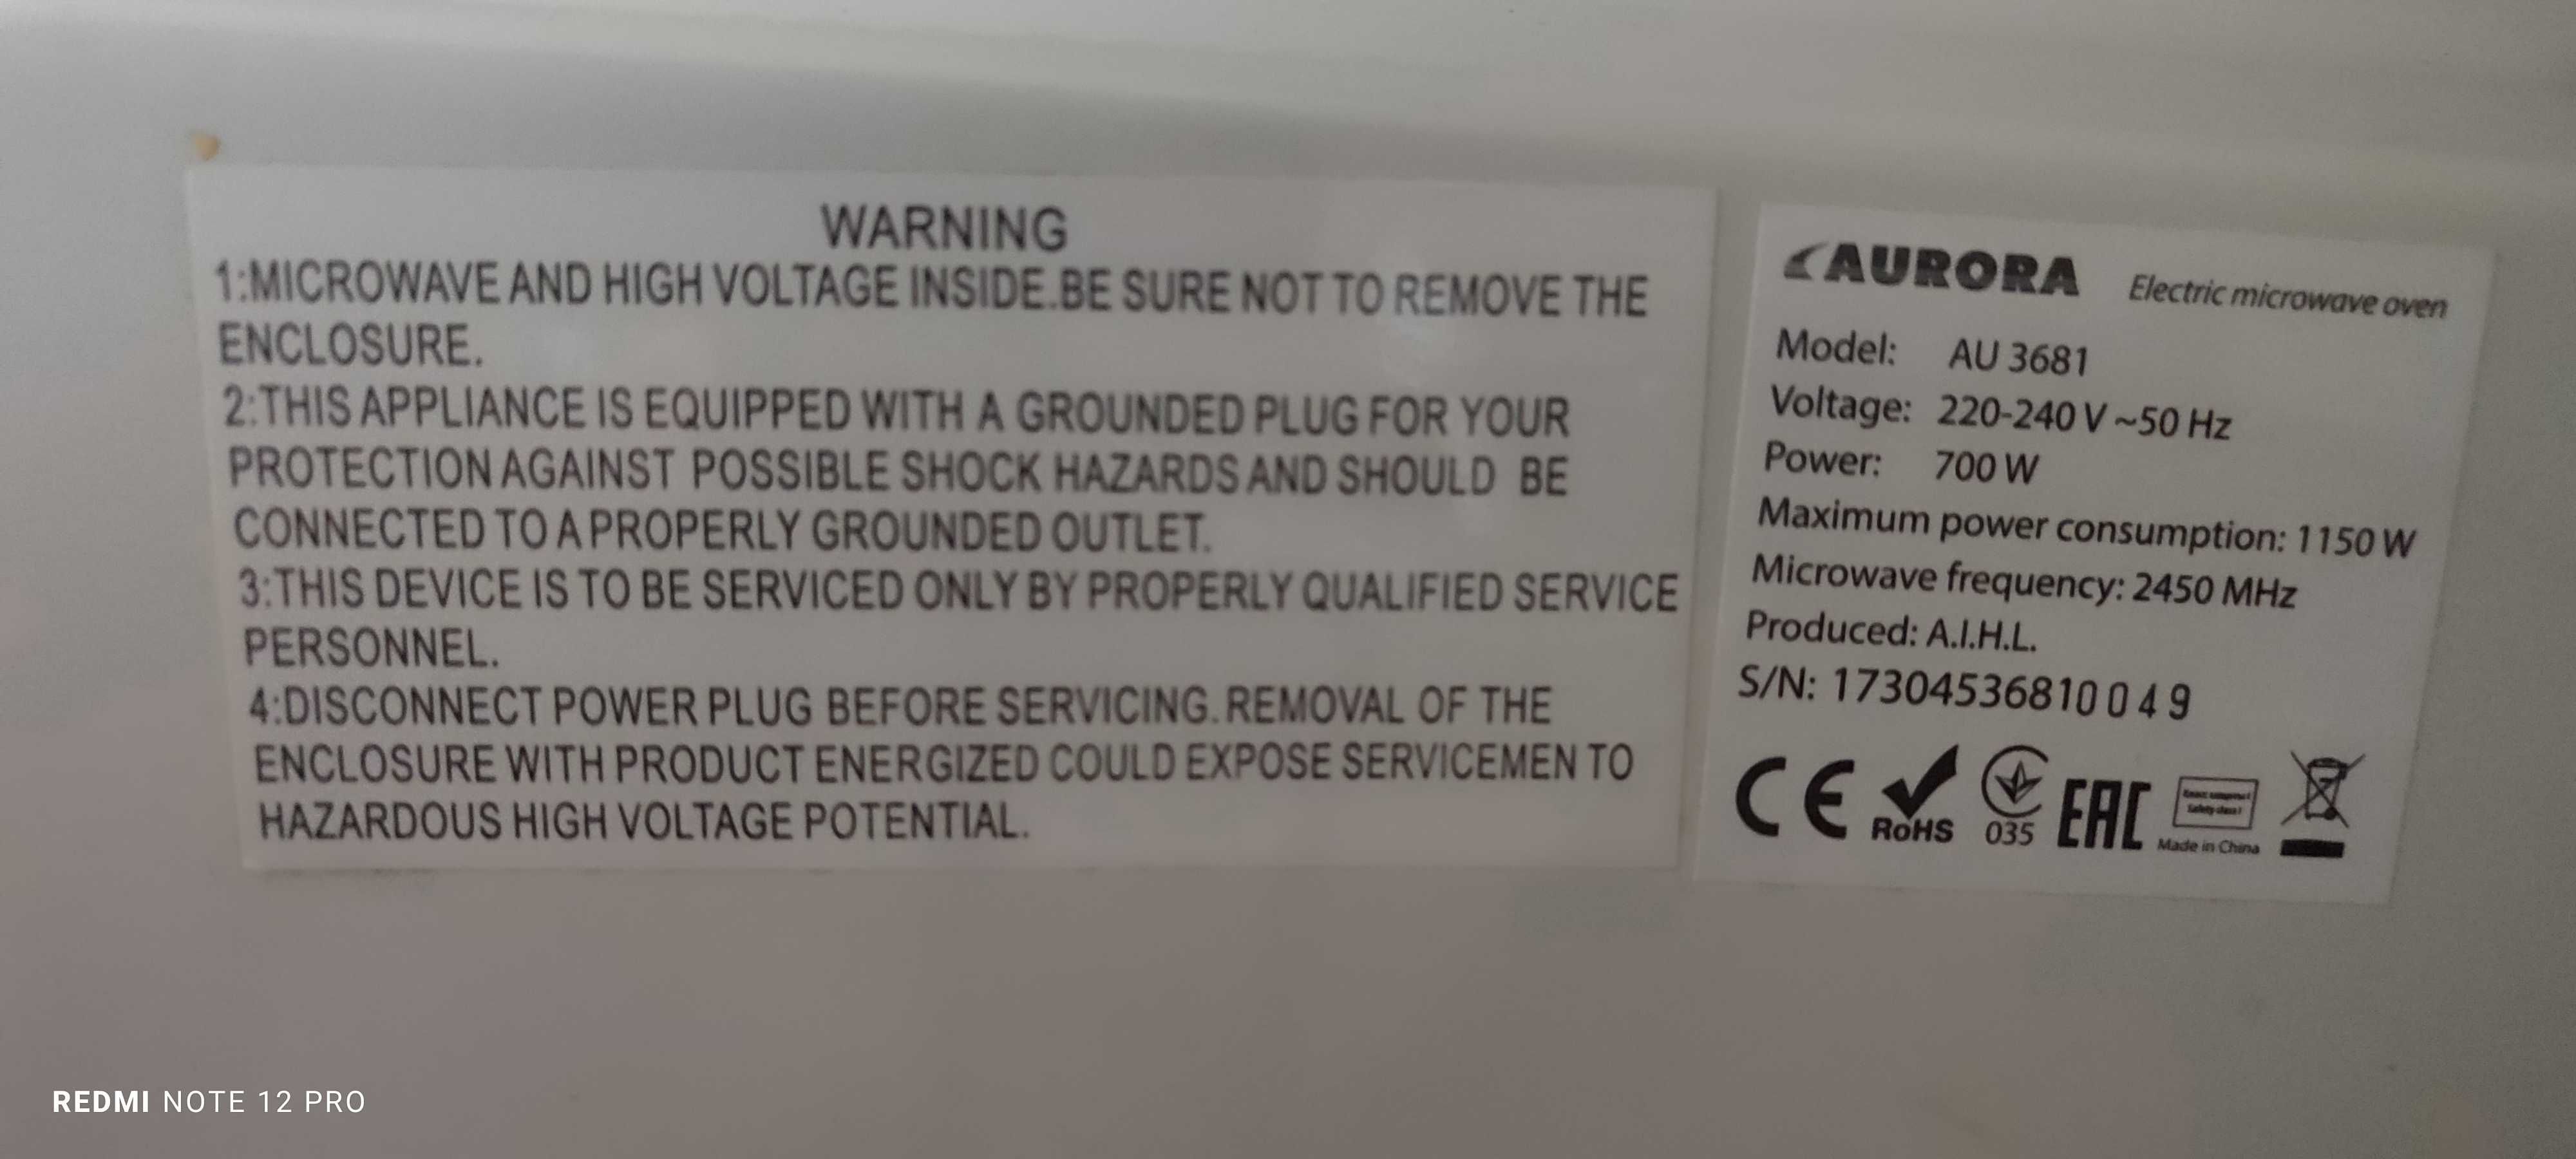 WARNING
1:MICROWAVE AND HIGH VOLTAGE INSIDE.BE SURE NOT TO REMOVE THE
ENCLOSURE.
2:THIS APPLIANCE IS EQUIPPED WITH A GROUNDED PLUG FOR YOUR
PROTECTION AGAINST POSSIBLE SHOCK HAZARDS AND SHOULD BE
CONNECTED TO A PROPERLY GROUNDED OUTLET.
3:THIS DEVICE IS TO BE SERVICED ONLY BY PROPERLY QUALIFIED SERVICE
PERSONNEL.
4:DISCONNECT POWER PLUG BEFORE SERVICING.REMOVAL OF THE
ENCLOSURE WITH PRODUCT ENERGIZED COULD EXPOSE SERVICEMEN TO
HAZARDOUS HIGH VOLTAGE POTENTIAL.
AURORA Electric microwave oven
Model: AU 3681
Voltage: 220-240 V ~50 Hz
Power: 700 W
Maximum power consumption: 1150 W
Microwave frequency: 2450 MHz
Produced: A.I.H.L.
S/N: 17304536810049
CE RoHS 035 EAC
Safety class I
Made in China
REDMI NOTE 12 PRO